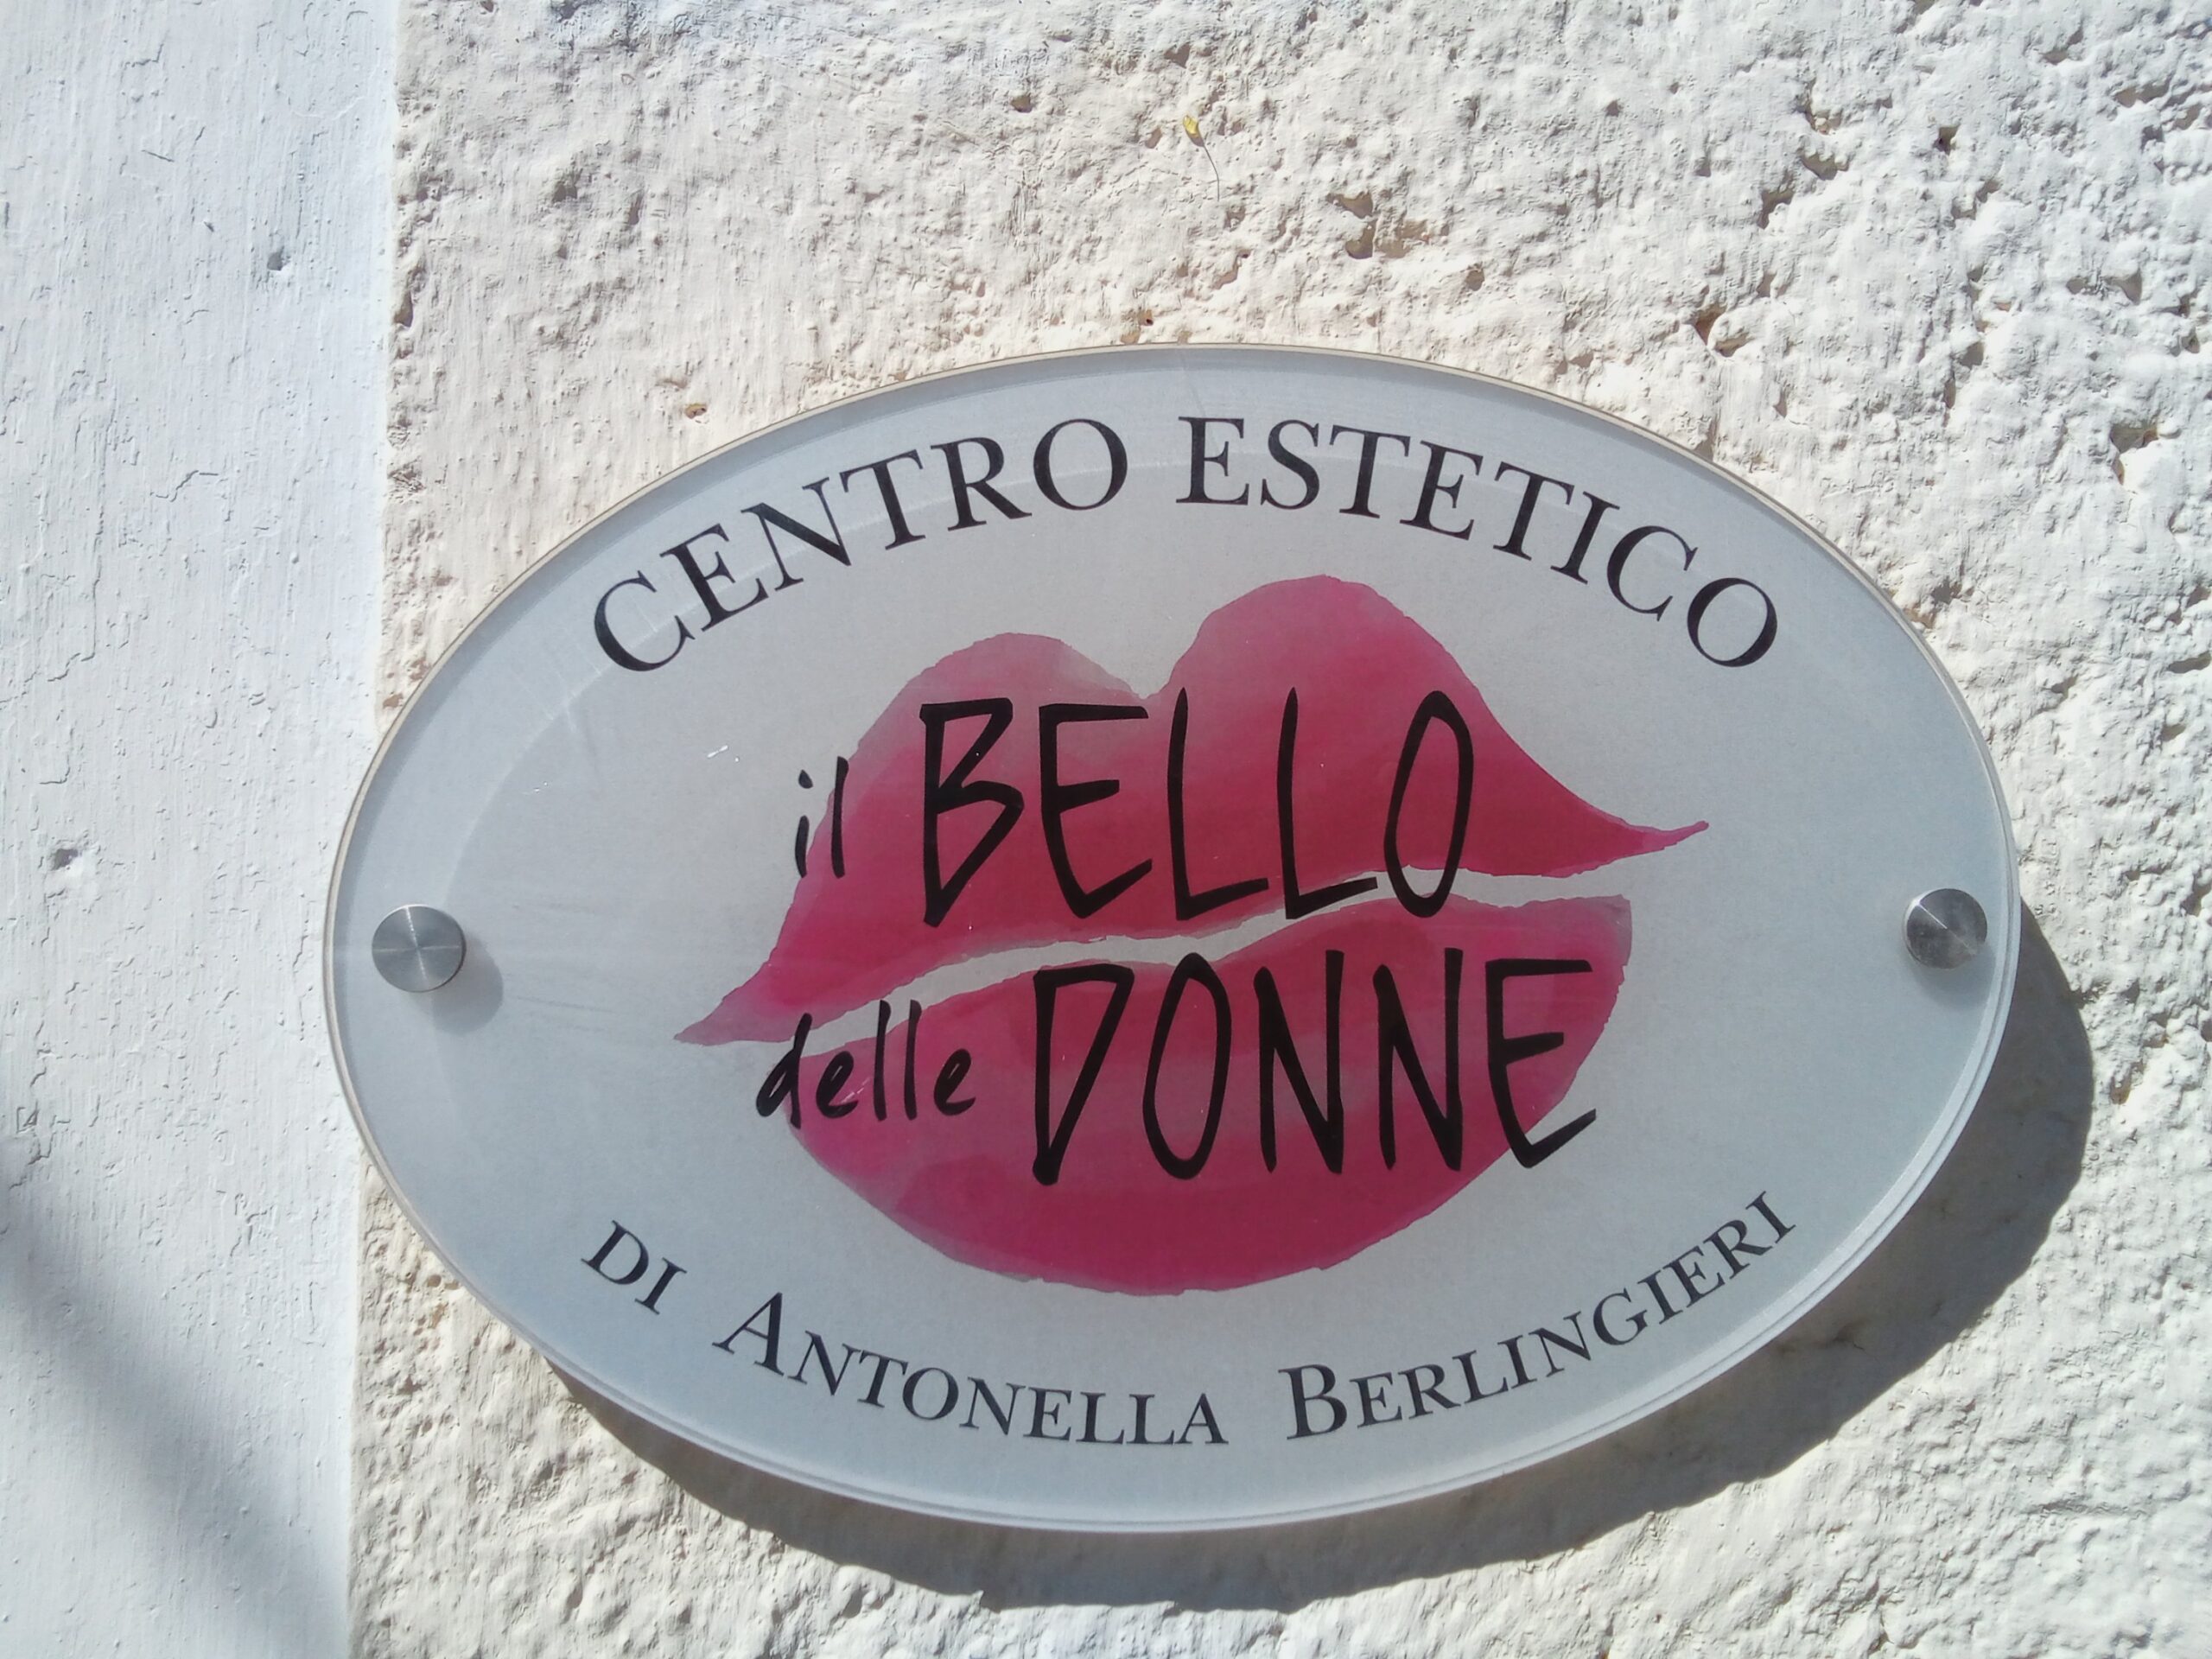 CENTRO ESTETICO
il BELLO
delle DONNE
DI ANTONELLA BERLINGIERI